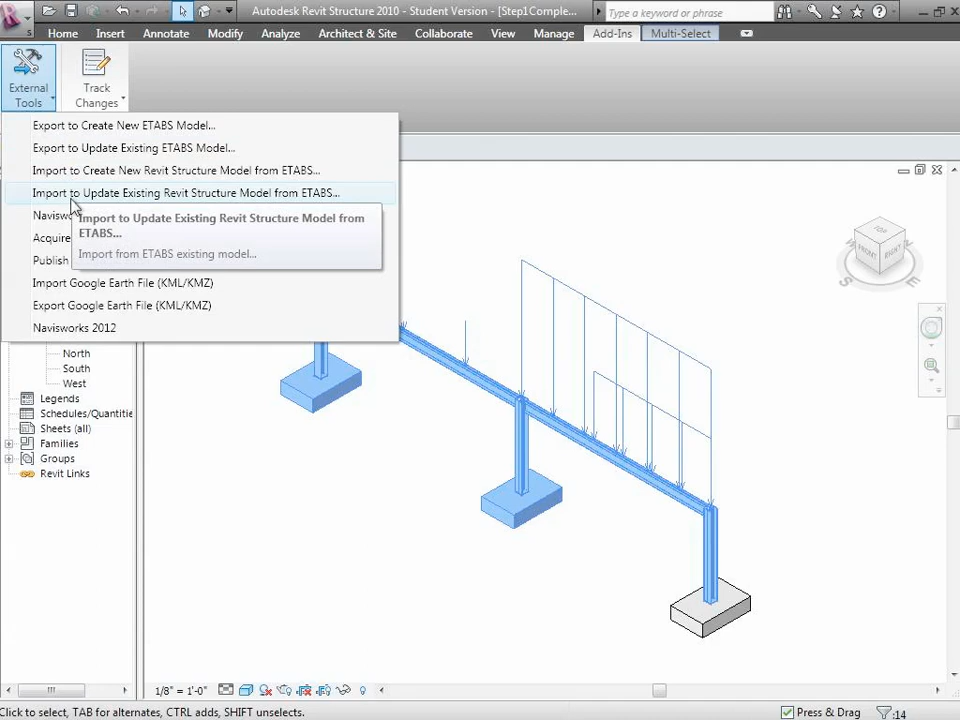 Autodesk Revit Structure 2010 - Student Version - [Step1Comple...
Type a keyword or phrase
Home Insert Annotate Modify Analyze Architect & Site Collaborate View Manage Add-Ins Multi-Select
External Tools
Track Changes
Export to Create New ETABS Model...
Export to Update Existing ETABS Model...
Import to Create New Revit Structure Model from ETABS...
Import to Update Existing Revit Structure Model from ETABS...
Import to Update Existing Revit Structure Model from
ETABS...
Import from ETABS existing model...
Navisw
Acquire
Publish
Import Google Earth File (KML/KMZ)
Export Google Earth File (KML/KMZ)
Navisworks 2012
North
South
West
Legends
Schedules/Quantitie
Sheets (all)
Families
Groups
Revit Links
TOP
FRONT
RIGHT
W
S
E
1/8" = 1'-0"
Click to select, TAB for alternates, CTRL adds, SHIFT unselects.
Press & Drag
:14